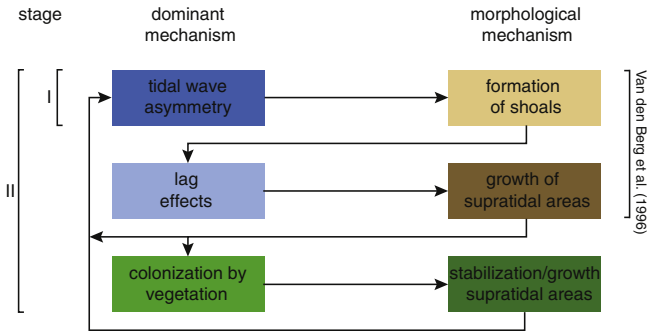 stage
dominant
mechanism
morphological
mechanism
I
tidal wave
asymmetry
formation
of shoals
II
lag
effects
growth of
supratidal areas
colonization by
vegetation
stabilization/growth
supratidal areas
Van den Berg et al. (1996)